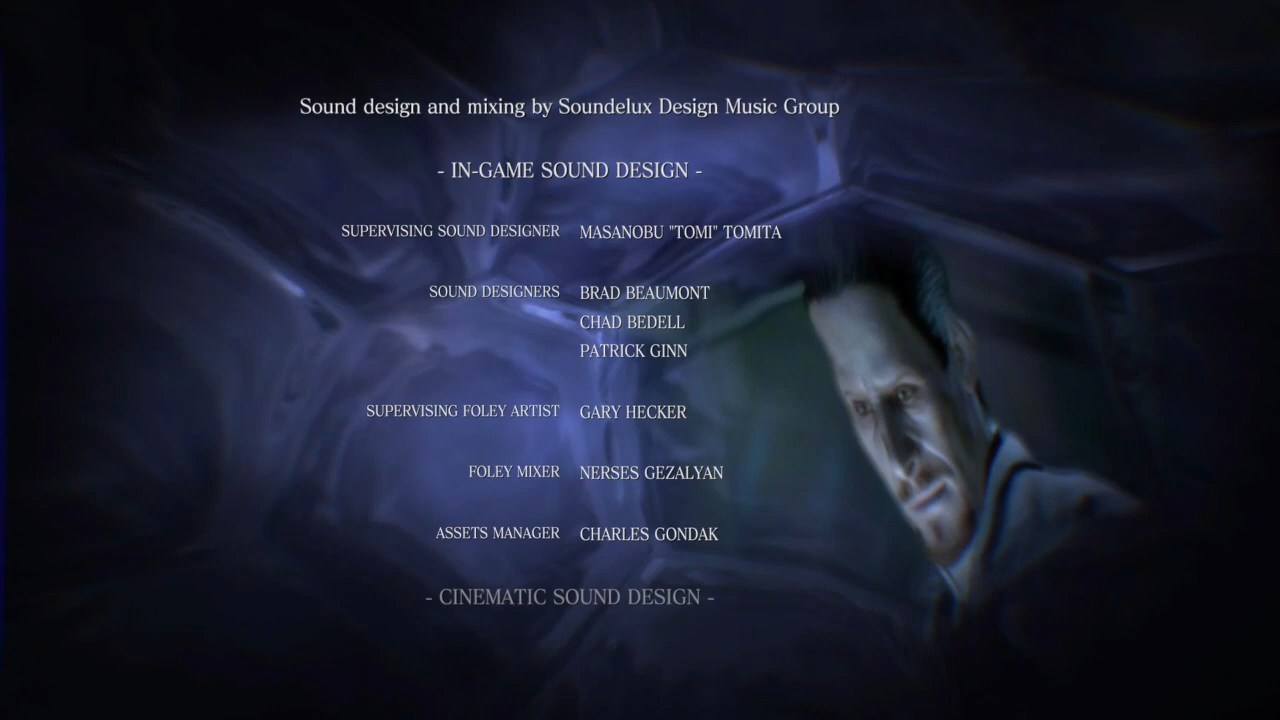 Sound design and mixing by Soundelux Design Music Group
- IN-GAME SOUND DESIGN -
SUPERVISING SOUND DESIGNER MASANOBU "TOMI" TOMITA
SOUND DESIGNERS BRAD BEAUMONT
CHAD BEDELL
PATRICK GINN
SUPERVISING FOLEY ARTIST GARY HECKER
FOLEY MIXER NERSES GEZALYAN
ASSETS MANAGER CHARLES GONDAK
- CINEMATIC SOUND DESIGN -